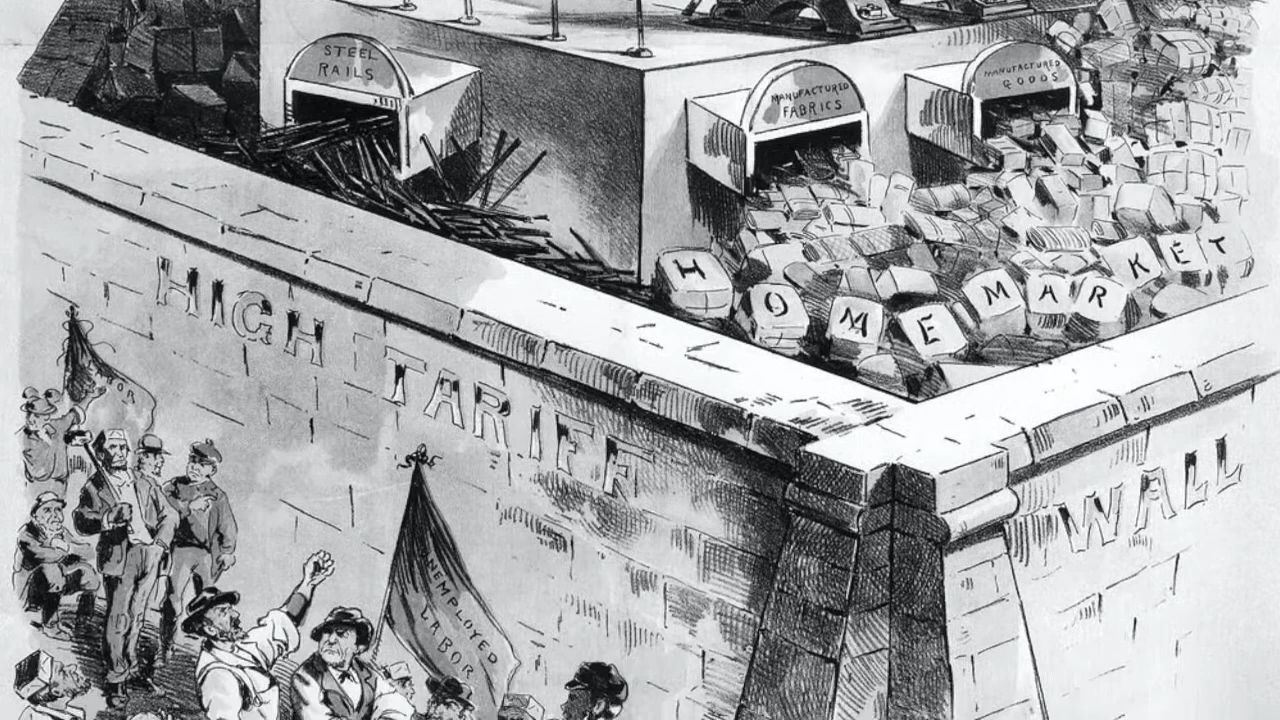 STEEL
RAILS
MANUFACTURED
FABRICS
MANUFACTURED
GOODS
HOME MARKET
HIGH TARIFF
WALL
UNEMPLOYED
LABOR